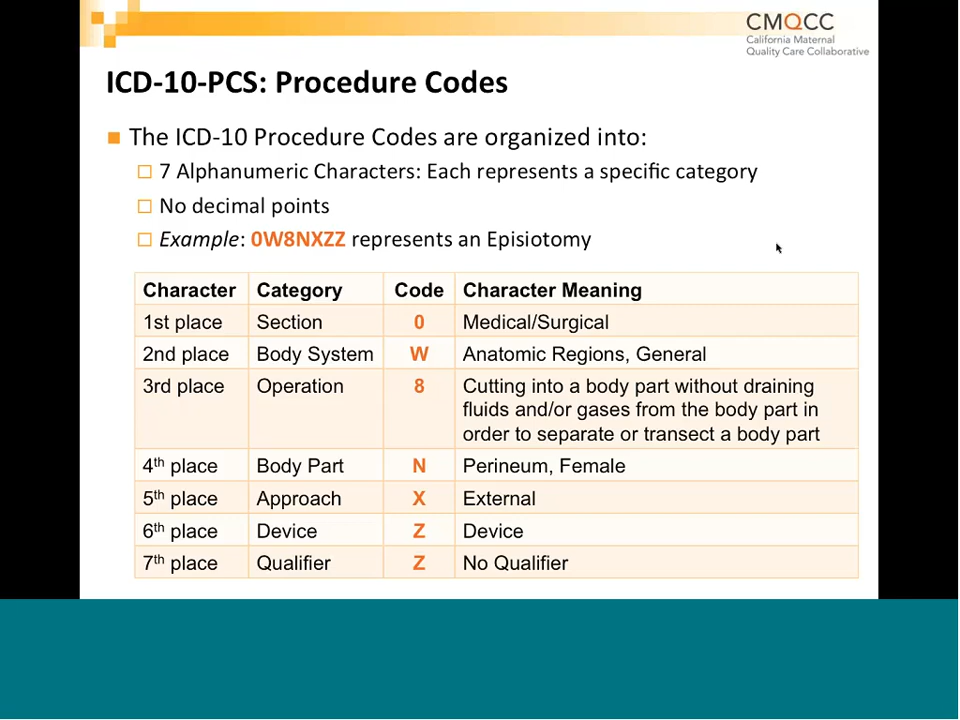 CMQCC
California Maternal
Quality Care Collaborative
ICD-10-PCS: Procedure Codes
The ICD-10 Procedure Codes are organized into:
7 Alphanumeric Characters: Each represents a specific category
No decimal points
Example: 0W8NXZZ represents an Episiotomy
Character Category Code Character Meaning
1st place Section 0 Medical/Surgical
2nd place Body System W Anatomic Regions, General
3rd place Operation 8 Cutting into a body part without draining
fluids and/or gases from the body part in
order to separate or transect a body part
4th place Body Part N Perineum, Female
5th place Approach X External
6th place Device Z Device
7th place Qualifier Z No Qualifier